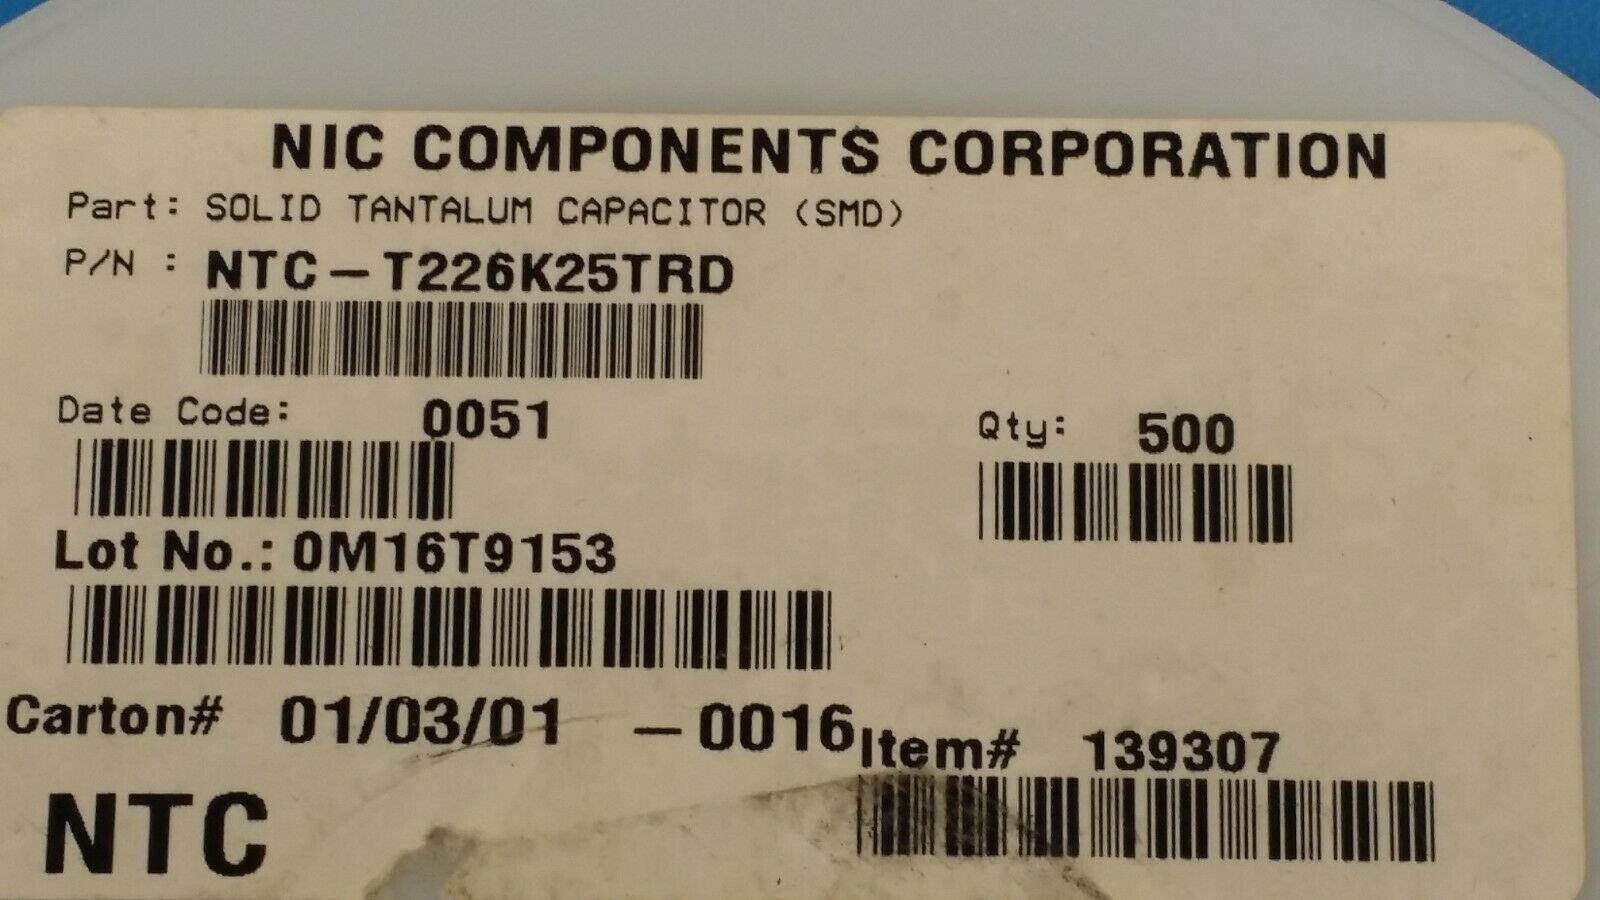 NIC COMPONENTS CORPORATION
Part: SOLID TANTALUM CAPACITOR (SMD)
P/N : NTC-T226K25TRD
Date Code: 0051
Qty: 500
Lot No.: 0M16T9153
Carton# 01/03/01 -0016
Item# 139307
NTC